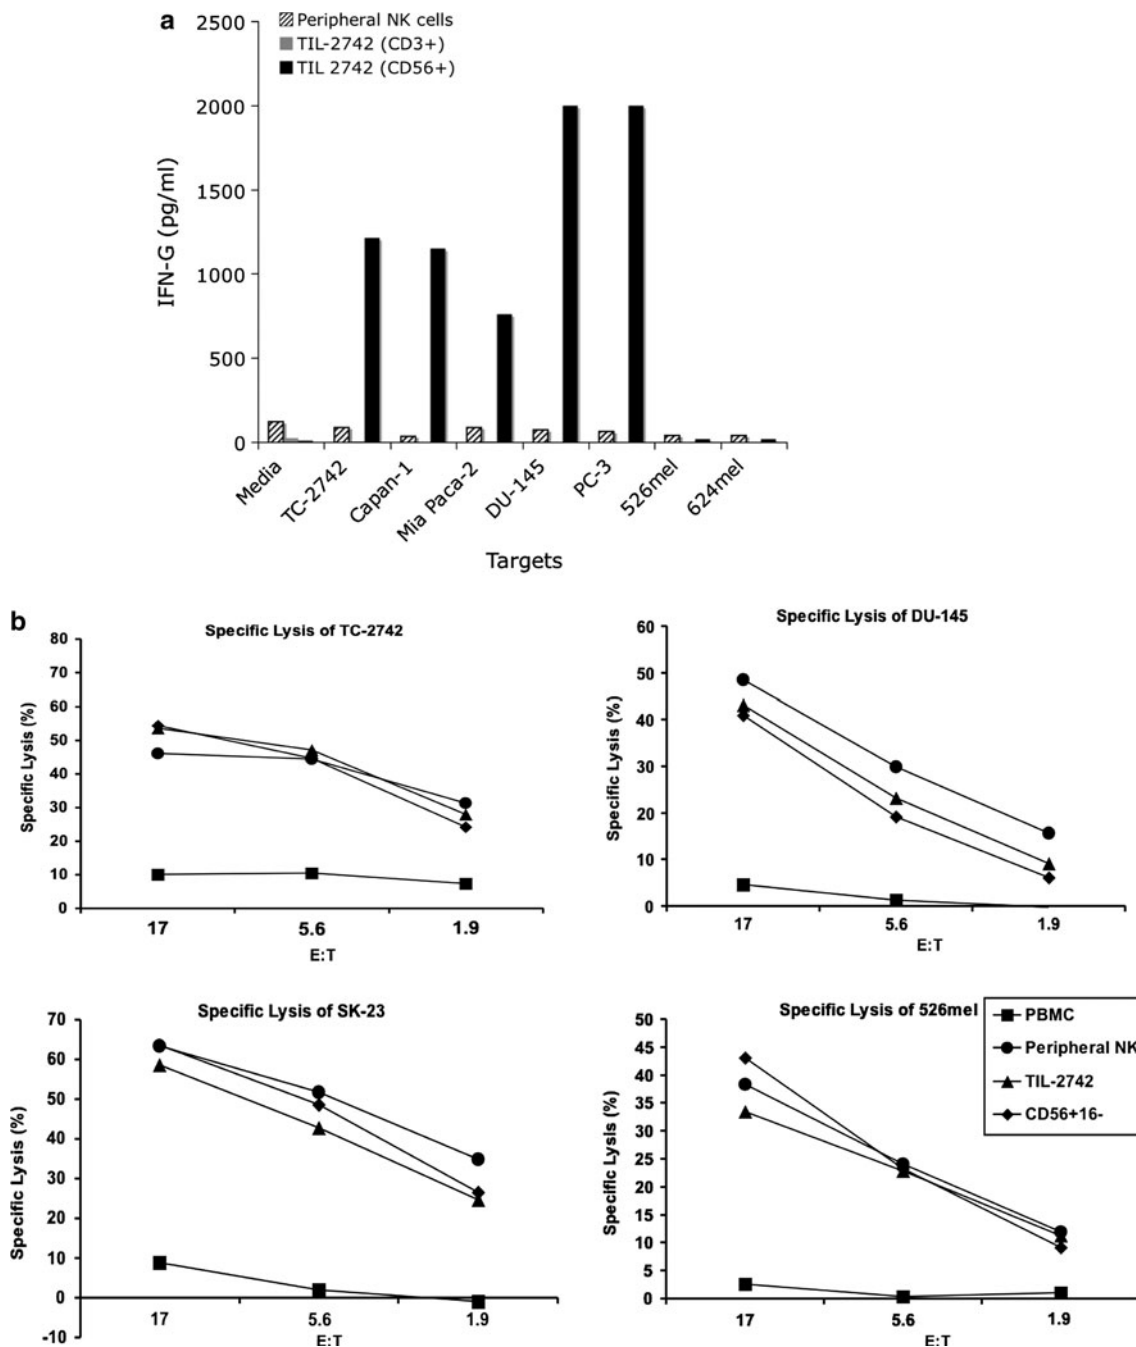 a
2500
2000
1500
1000
500
0
IFN-G (pg/ml)
Peripheral NK cells
TIL-2742 (CD3+)
TIL 2742 (CD56+)
Media
TC-2742
Capan-1
Mia Paca-2
DU-145
PC-3
526mel
624mel
Targets
b
Specific Lysis of TC-2742
80
70
60
50
40
30
20
10
0
Specific Lysis (%)
17 5.6 1.9
E:T
Specific Lysis of DU-145
60
50
40
30
20
10
0
Specific Lysis (%)
17 5.6 1.9
E:T
Specific Lysis of SK-23
70
60
50
40
30
20
10
0
-10
Specific Lysis (%)
17 5.6 1.9
E:T
Specific Lysis of 526mel
50
45
40
35
30
25
20
15
10
5
0
Specific Lysis (%)
17 5.6 1.9
E:T
PBMC
Peripheral NK
TIL-2742
CD56+16-